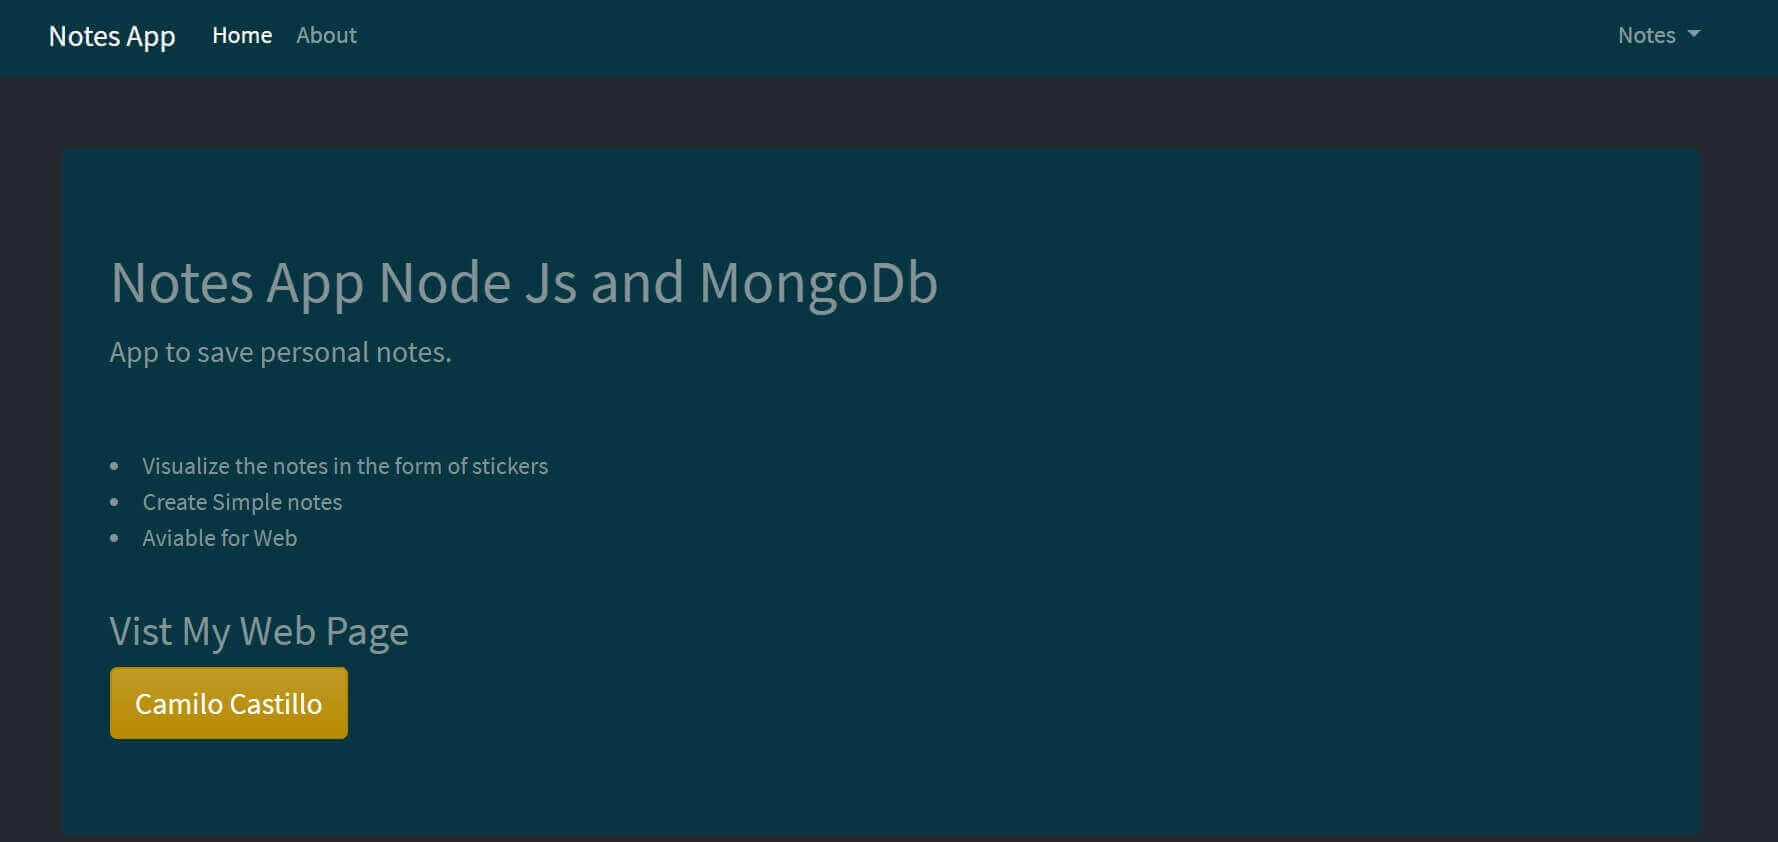 Notes App Home About Notes
Notes App Node Js and MongoDb
App to save personal notes.
Visualize the notes in the form of stickers
Create Simple notes
Aviable for Web
Vist My Web Page
Camilo Castillo